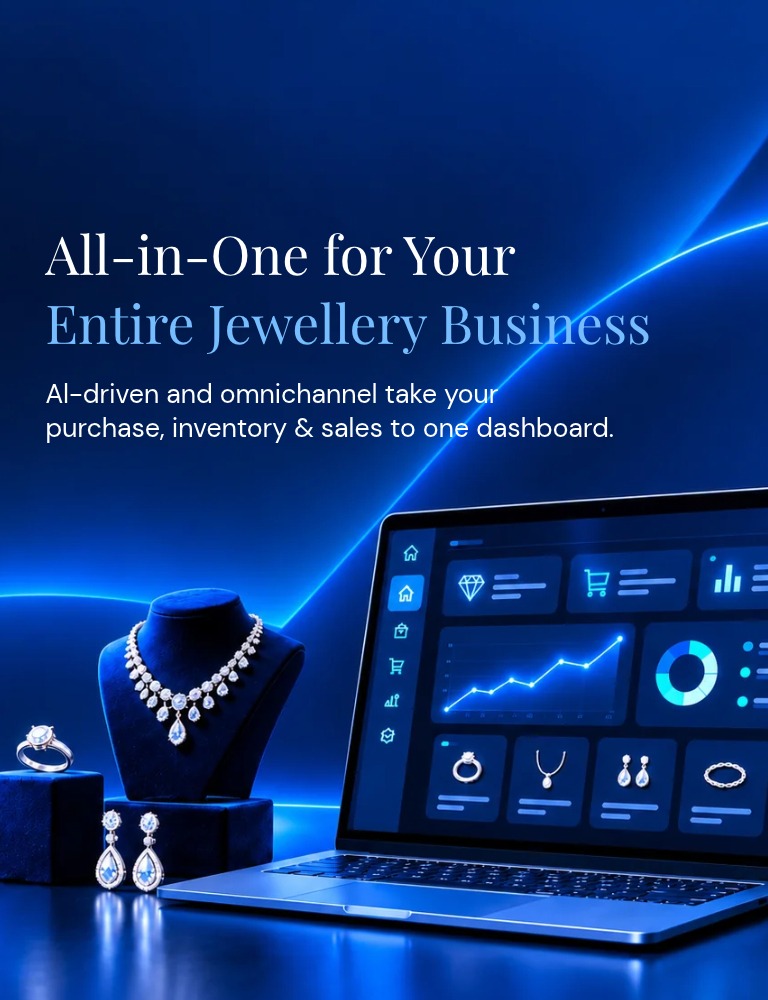 All-in-One for Your
Entire Jewellery Business
AI-driven and omnichannel take your
purchase, inventory & sales to one dashboard.